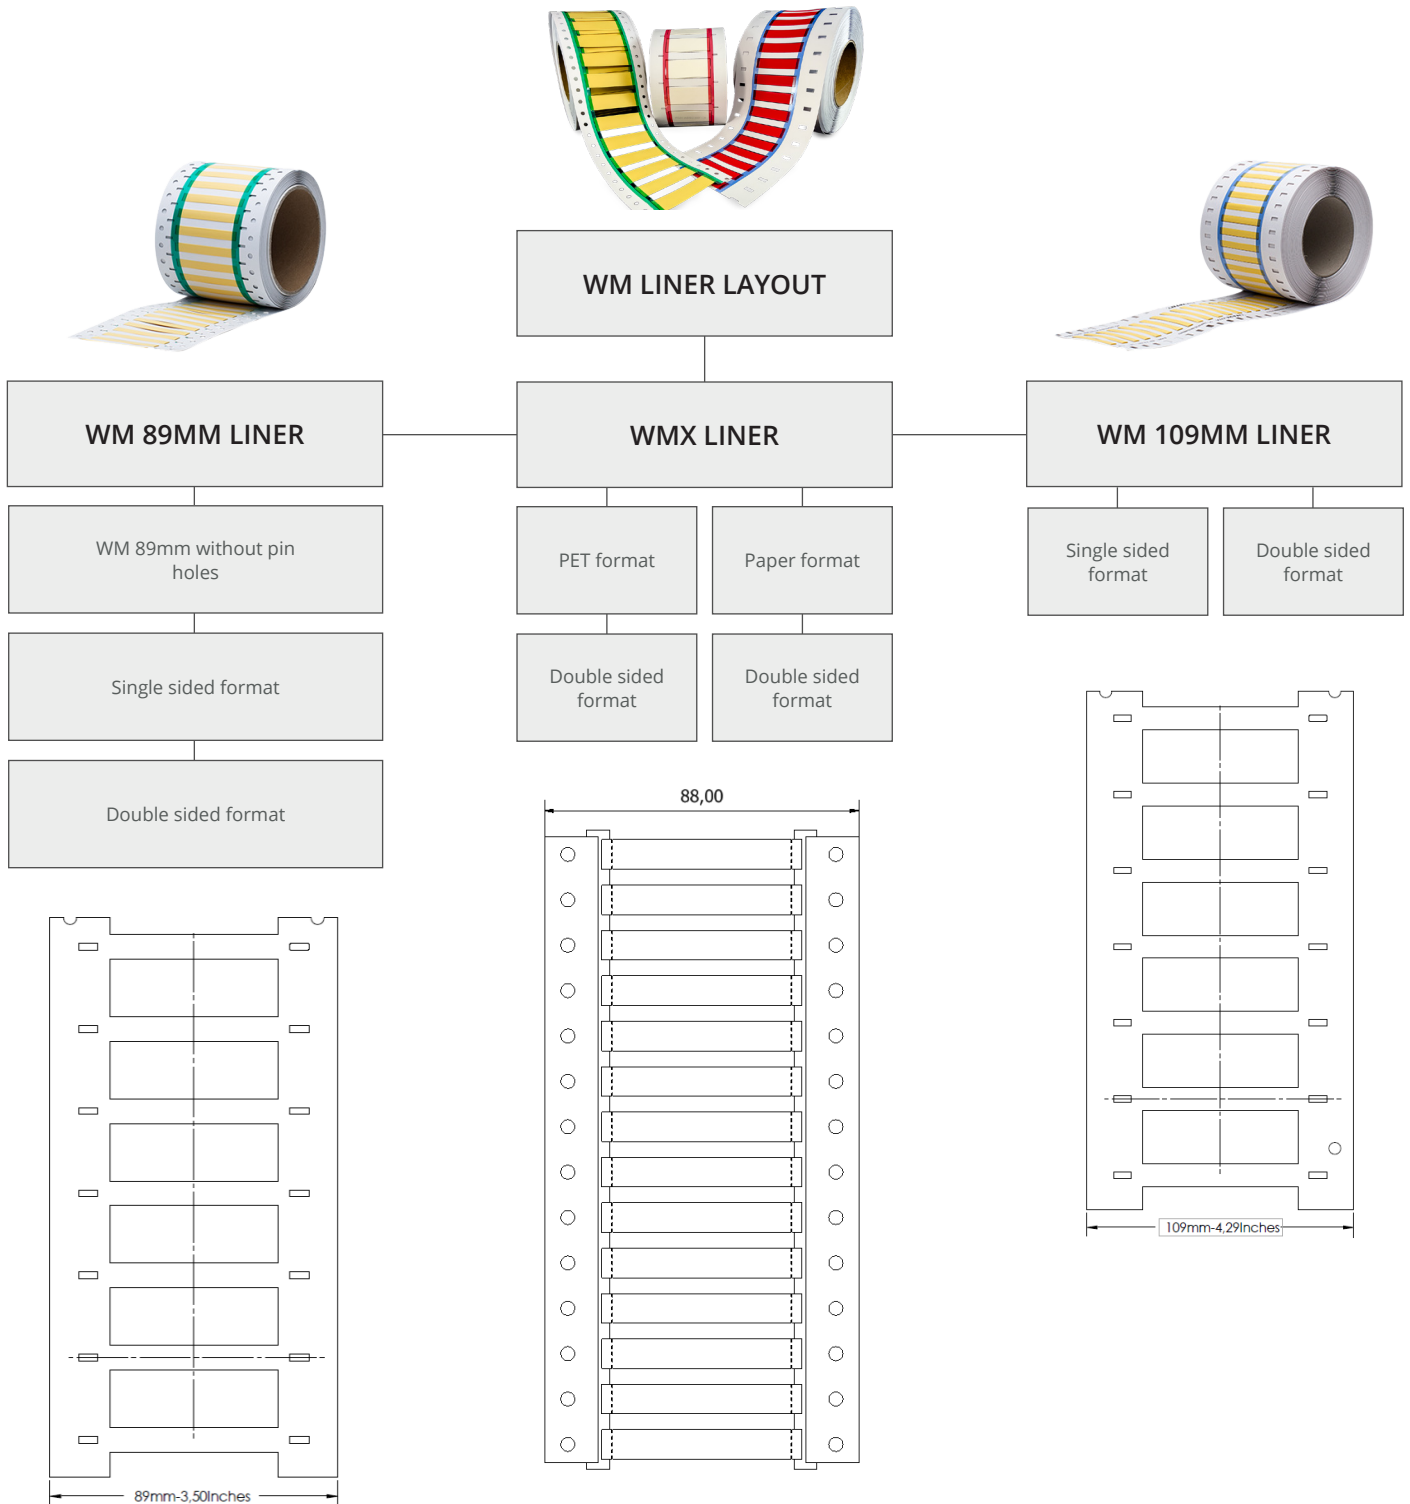 WM LINER LAYOUT
WM 89MM LINER
WMX LINER
WM 109MM LINER
WM 89mm without pin
holes
Single sided format
Double sided format
PET format
Paper format
Double sided
format
Double sided
format
Single sided
format
Double sided
format
88,00
109mm-4,29Inches
89mm-3,50Inches